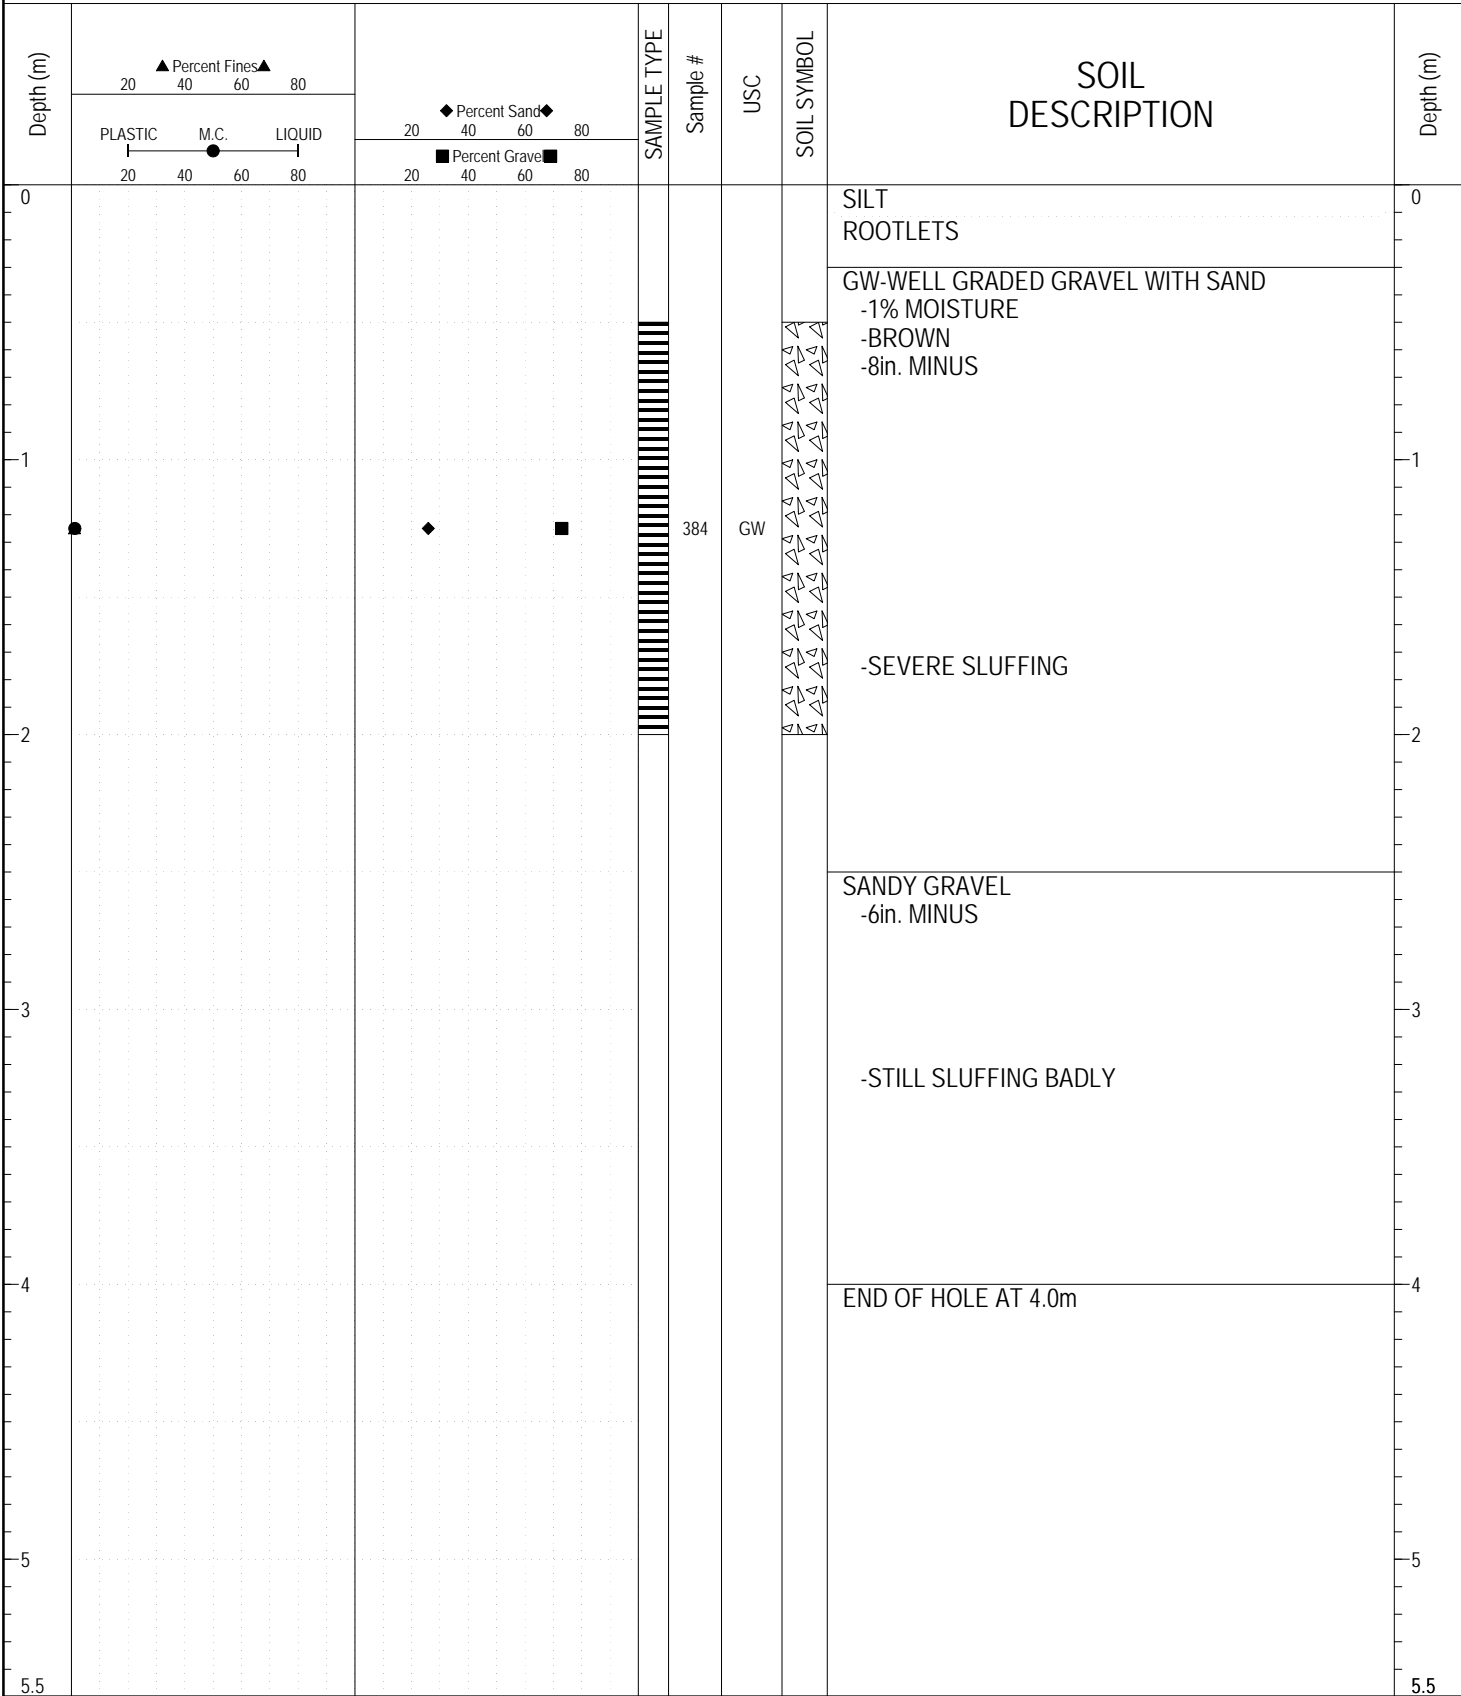 Depth (m)
▲ Percent Fines ▲
20 40 60 80
PLASTIC M.C. LIQUID
20 40 60 80
◆ Percent Sand ◆
20 40 60 80
■ Percent Gravel ■
20 40 60 80
SAMPLE TYPE
Sample #
USC
SOIL SYMBOL
SOIL
DESCRIPTION
Depth (m)
0 0
SILT
ROOTLETS
GW-WELL GRADED GRAVEL WITH SAND
-1% MOISTURE
-BROWN
-8in. MINUS
1 1
384 GW
-SEVERE SLUFFING
2 2
SANDY GRAVEL
-6in. MINUS
3 3
-STILL SLUFFING BADLY
4 4
END OF HOLE AT 4.0m
5 5
5.5 5.5